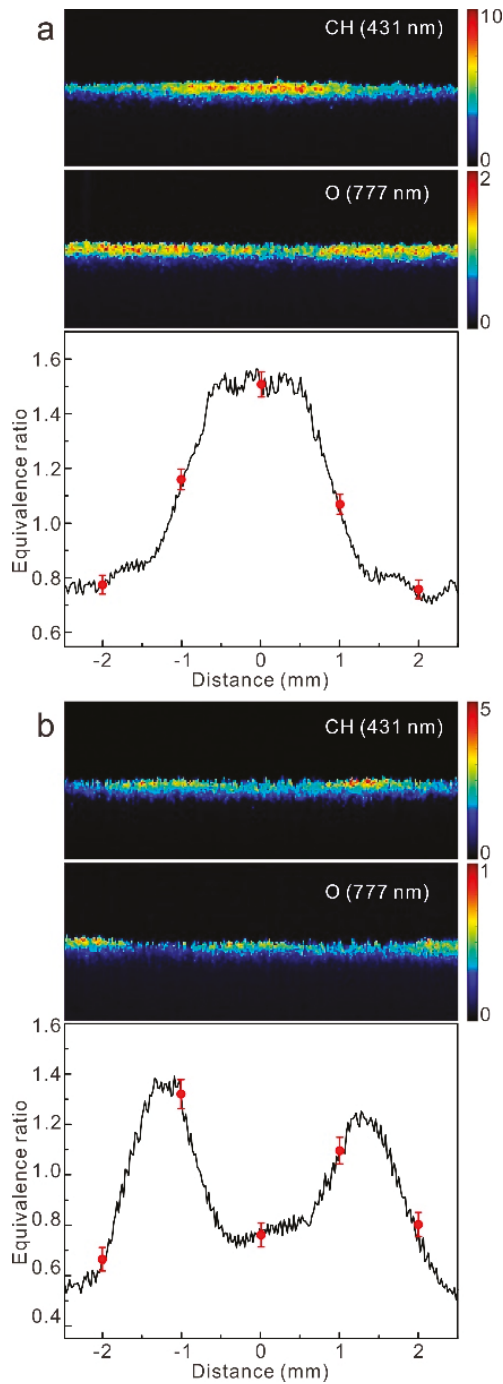 a
CH (431 nm)
10
0
O (777 nm)
2
0
Equivalence ratio
1.6
1.4
1.2
1.0
0.8
0.6
-2 -1 0 1 2
Distance (mm)
b
CH (431 nm)
5
0
O (777 nm)
1
0
Equivalence ratio
1.6
1.4
1.2
1.0
0.8
0.6
0.4
-2 -1 0 1 2
Distance (mm)